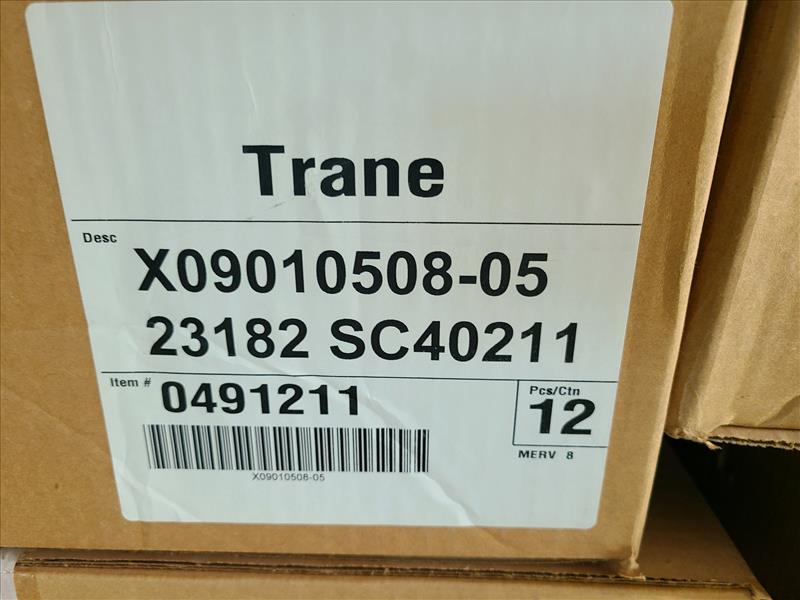 Trane
Desc
X09010508-05
23182 SC40211
Item # 0491211
Pcs/Ctn
12
X09010508-05
MERV 8